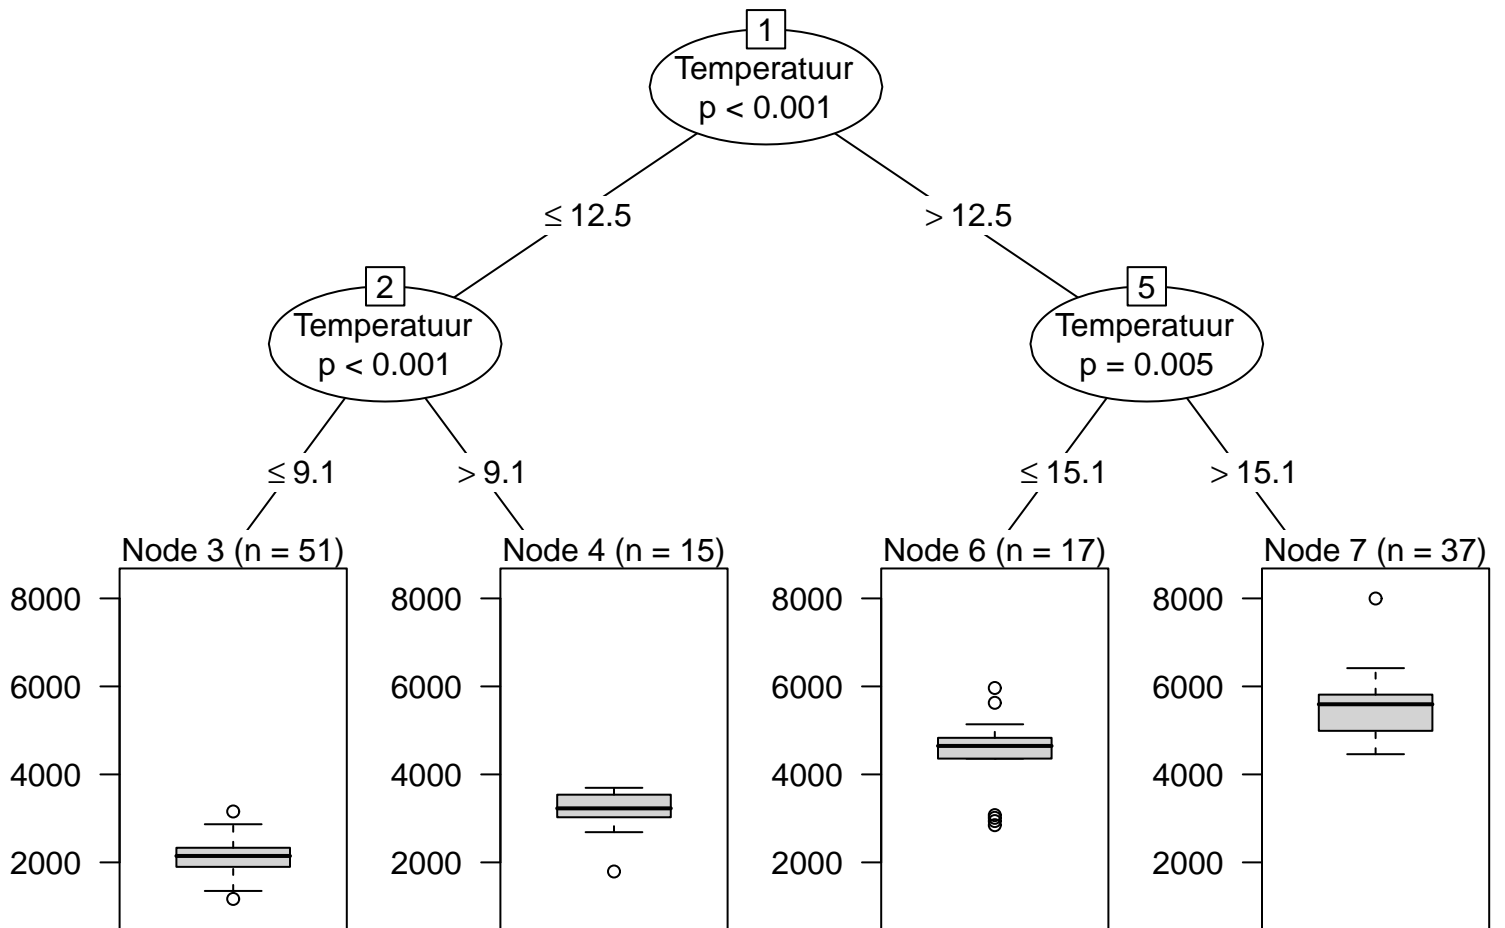 1
Temperatuur
p < 0.001
≤ 12.5
> 12.5
2
Temperatuur
p < 0.001
5
Temperatuur
p = 0.005
≤ 9.1
> 9.1
≤ 15.1
> 15.1
Node 3 (n = 51)
8000
6000
4000
2000
Node 4 (n = 15)
8000
6000
4000
2000
Node 6 (n = 17)
8000
6000
4000
2000
Node 7 (n = 37)
8000
6000
4000
2000